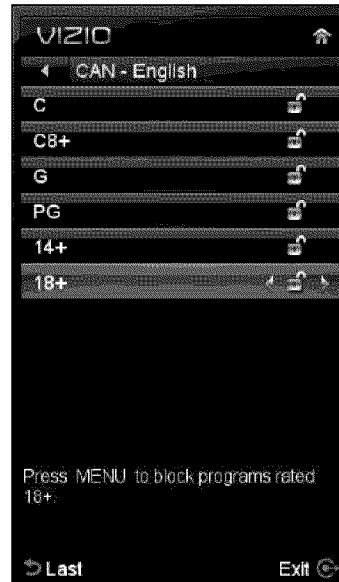 VIZIO
CAN - English
C
C8+
G
PG
14+
18+
Press MENU to block programs rated
18+.
Last
Exit